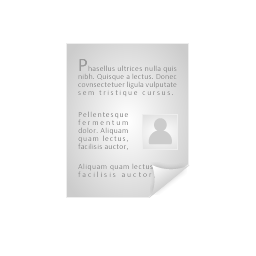 Phasellus ultrices nulla quis
nibh. Quisque a lectus. Donec
consectetuer ligula vulputate
sem tristique cursus.
Pellentesque
fermentum
dolor. Aliquam
quam lectus,
facilisis auctor,
Aliquam quam lectus
facilisis auctor